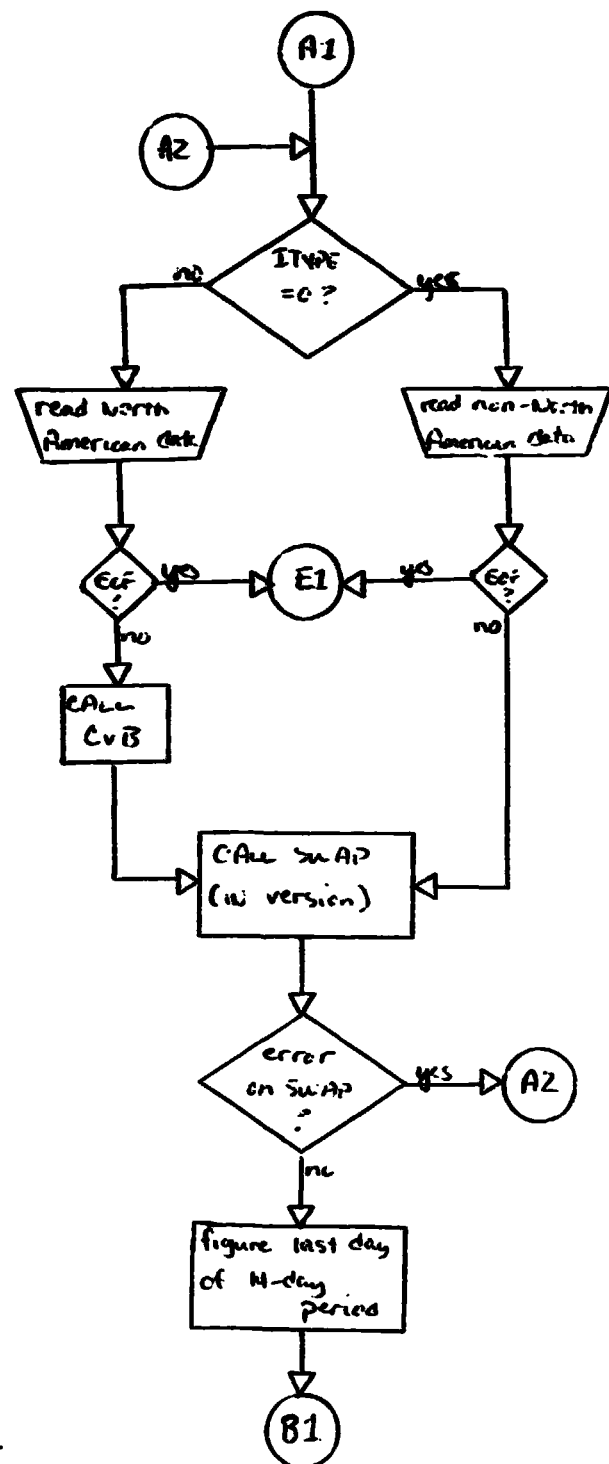 A1
A2
ITYPE
=0?
no
yes
read North
American data
read non-North
American data
EOF
?
yes
E1
yes
EOF
?
no
no
CALL
CVB
CALL SWAP
(IN version)
error
on SWAP
?
yes
A2
no
figure last day
of M-day
period
B1